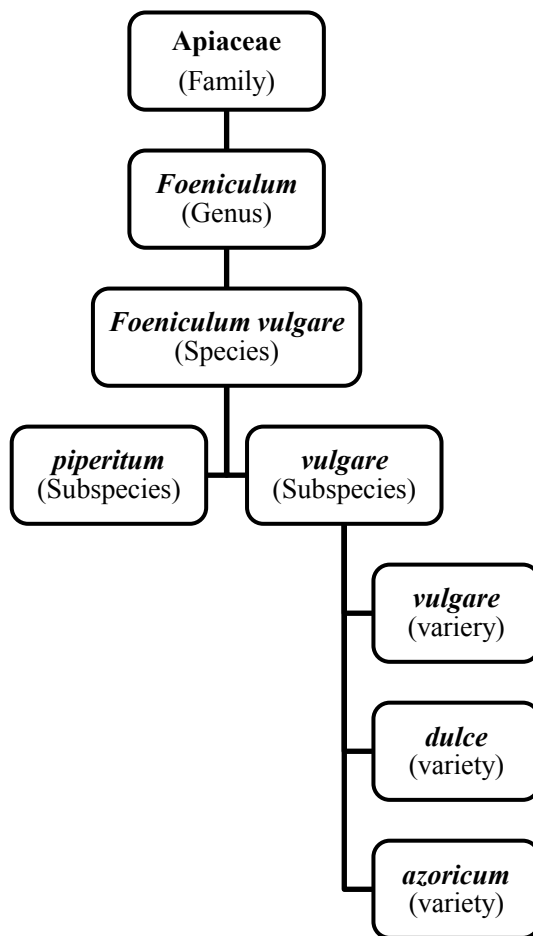 Apiaceae
(Family)
Foeniculum
(Genus)
Foeniculum vulgare
(Species)
piperitum
(Subspecies)
vulgare
(Subspecies)
vulgare
(variery)
dulce
(variety)
azoricum
(variety)